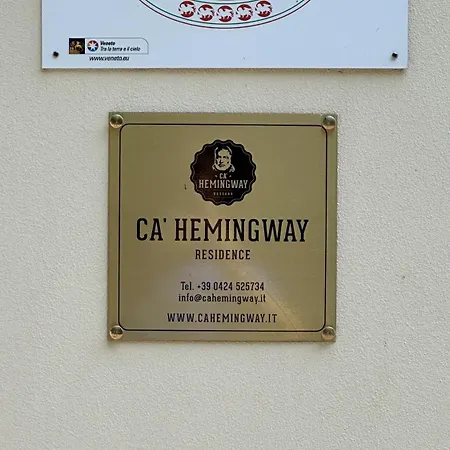 Veneto
Tra la terra e il cielo
www.veneto.eu
CA'
HEMINGWAY
BASSANO
CA' HEMINGWAY
RESIDENCE
Tel. +39 0424 525734
info@cahemingway.it
WWW.CAHEMINGWAY.IT